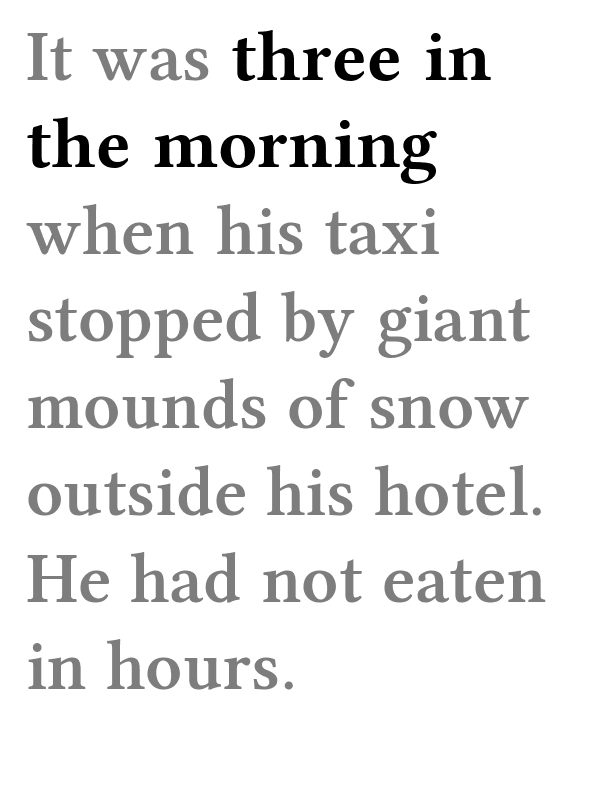 It was three in
the morning
when his taxi
stopped by giant
mounds of snow
outside his hotel.
He had not eaten
in hours.